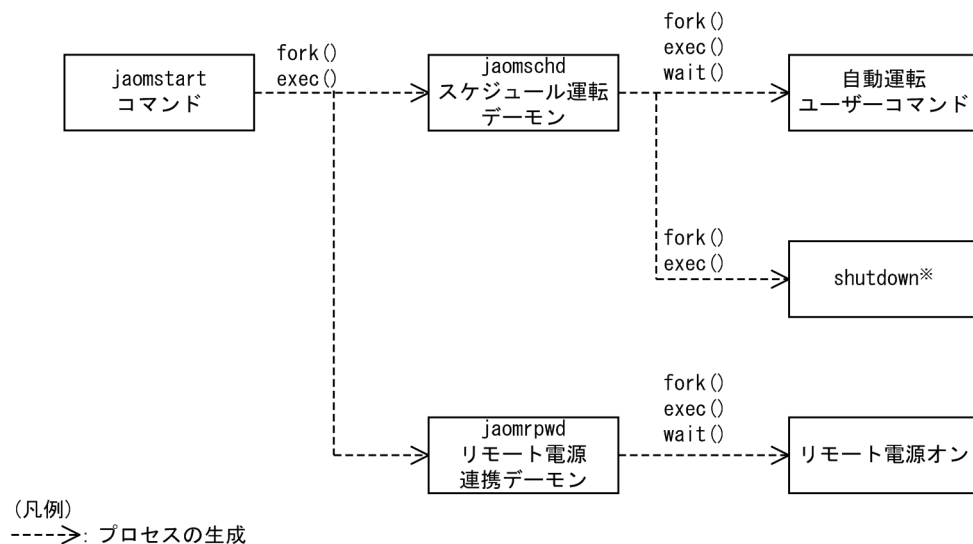 jaomstart
コマンド
fork()
exec()
jaomschd
スケジュール運転
デーモン
fork()
exec()
wait()
自動運転
ユーザーコマンド
fork()
exec()
shutdown※
jaomrpwd
リモート電源
連携デーモン
fork()
exec()
wait()
リモート電源オン
(凡例)
: プロセスの生成